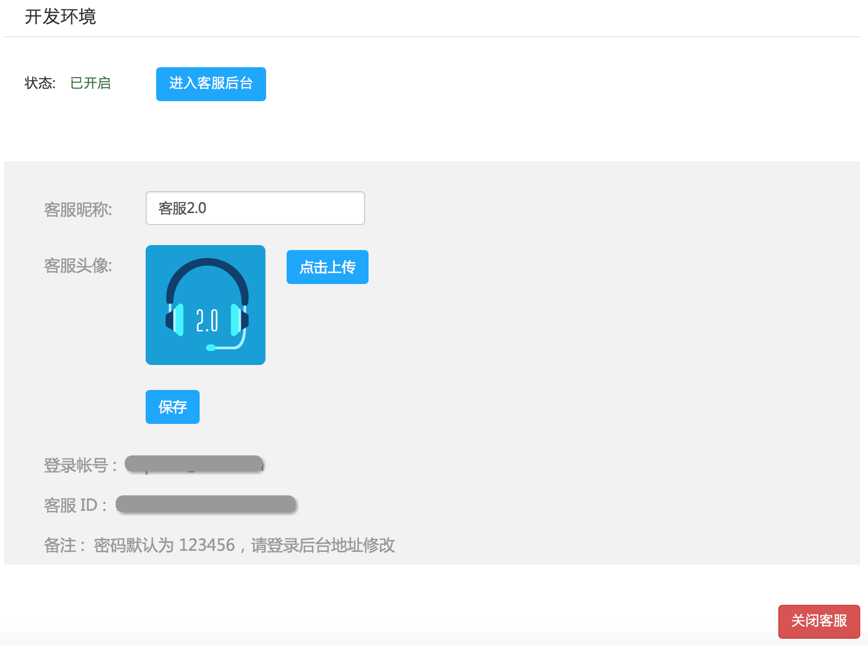 开发环境
状态: 已开启 进入客服后台
客服昵称: 客服2.0
客服头像: 点击上传
2.0
保存
登录帐号：
客服 ID：
备注： 密码默认为 123456，请登录后台地址修改
关闭客服